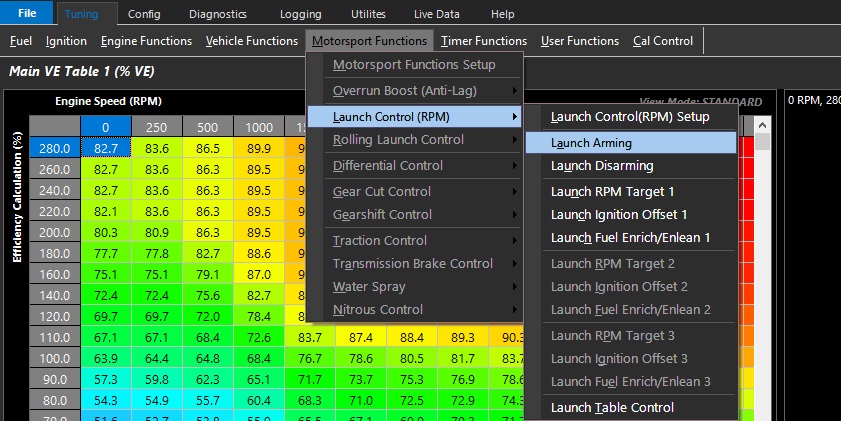 File Tuning Config Diagnostics Logging Utilites Live Data Help
Fuel Ignition Engine Functions Vehicle Functions Motorsport Functions Timer Functions User Functions Cal Control
Main VE Table 1 (% VE)
Motorsport Functions Setup
Overrun Boost (Anti-Lag)
Launch Control (RPM)
Rolling Launch Control
Differential Control
Gear Cut Control
Gearshift Control
Traction Control
Transmission Brake Control
Water Spray
Nitrous Control
Launch Control(RPM) Setup
Launch Arming
Launch Disarming
Launch RPM Target 1
Launch Ignition Offset 1
Launch Fuel Enrich/Enlean 1
Launch RPM Target 2
Launch Ignition Offset 2
Launch Fuel Enrich/Enlean 2
Launch RPM Target 3
Launch Ignition Offset 3
Launch Fuel Enrich/Enlean 3
Launch Table Control
Engine Speed (RPM)
View Mode: STANDARD
0 RPM, 280
Efficiency Calculation (%)
0 250 500 1000
280.0 82.7 83.6 86.5 89.9
260.0 82.7 83.6 86.3 89.5
240.0 82.7 83.6 86.3 89.5
220.0 82.1 83.6 86.3 89.5
200.0 80.3 80.9 86.3 89.5
180.0 77.7 77.8 82.7 88.6
160.0 75.1 75.1 79.1 87.0
140.0 72.4 72.4 75.6 82.7
120.0 69.7 69.7 72.0 78.4
110.0 67.1 67.1 68.4 72.6 83.7 87.4 88.4 89.3 90.3
100.0 63.9 64.4 64.8 68.4 76.7 78.6 80.5 81.7 83.7
90.0 57.3 59.8 62.3 65.1 71.7 73.7 75.3 76.9 78.6
80.0 54.3 54.9 55.7 60.4 68.3 71.0 72.5 72.9 74.